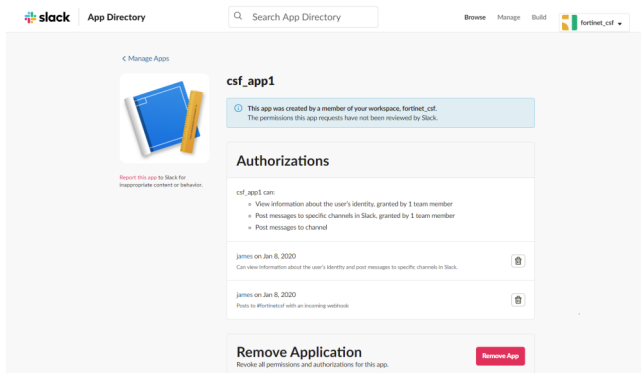 slack App Directory
Search App Directory
Browse Manage Build fortinet_csf
< Manage Apps
csf_app1
This app was created by a member of your workspace, fortinet_csf.
The permissions this app requests have not been reviewed by Slack.
Report this app to Slack for
inappropriate content or behavior.
Authorizations
csf_app1 can:
View information about the user's identity, granted by 1 team member
Post messages to specific channels in Slack, granted by 1 team member
Post messages to channel
james on Jan 8, 2020
Can view information about the user's identity and post messages to specific channels in Slack.
james on Jan 8, 2020
Posts to #fortinetcsf with an incoming webhook
Remove Application
Revoke all permissions and authorizations for this app.
Remove App